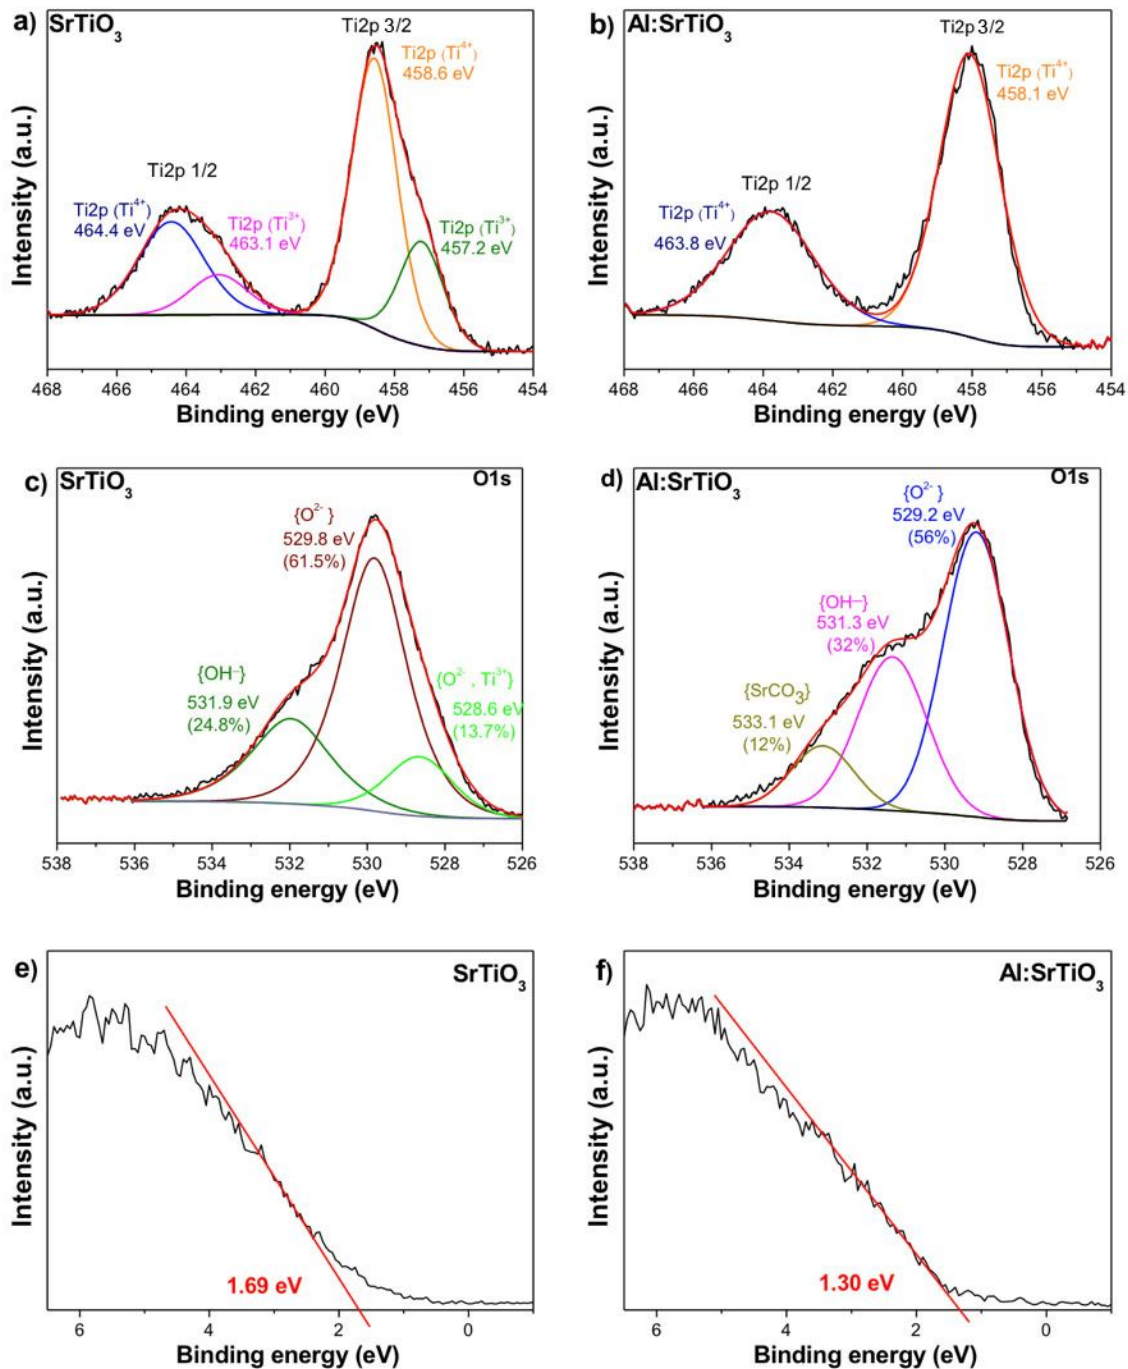 a) SrTiO₃
Ti2p 3/2
Ti2p (Ti⁴⁺)
458.6 eV
Ti2p 1/2
Ti2p (Ti⁴⁺)
464.4 eV
Ti2p (Ti³⁺)
463.1 eV
Ti2p (Ti³⁺)
457.2 eV
Intensity (a.u.)
468 466 464 462 460 458 456 454
Binding energy (eV)
b) Al:SrTiO₃
Ti2p 3/2
Ti2p (Ti⁴⁺)
458.1 eV
Ti2p 1/2
Ti2p (Ti⁴⁺)
463.8 eV
Intensity (a.u.)
468 466 464 462 460 458 456 454
Binding energy (eV)
c) SrTiO₃ O1s
{O²⁻ }
529.8 eV
(61.5%)
{OH⁻}
531.9 eV
(24.8%)
{O²⁻ , Ti³⁺}
528.6 eV
(13.7%)
Intensity (a.u.)
538 536 534 532 530 528 526
Binding energy (eV)
d) Al:SrTiO₃ O1s
{O²⁻ }
529.2 eV
(56%)
{OH⁻}
531.3 eV
(32%)
{SrCO₃}
533.1 eV
(12%)
Intensity (a.u.)
538 536 534 532 530 528 526
Binding energy (eV)
e) SrTiO₃
1.69 eV
Intensity (a.u.)
6 4 2 0
Binding energy (eV)
f) Al:SrTiO₃
1.30 eV
Intensity (a.u.)
6 4 2 0
Binding energy (eV)